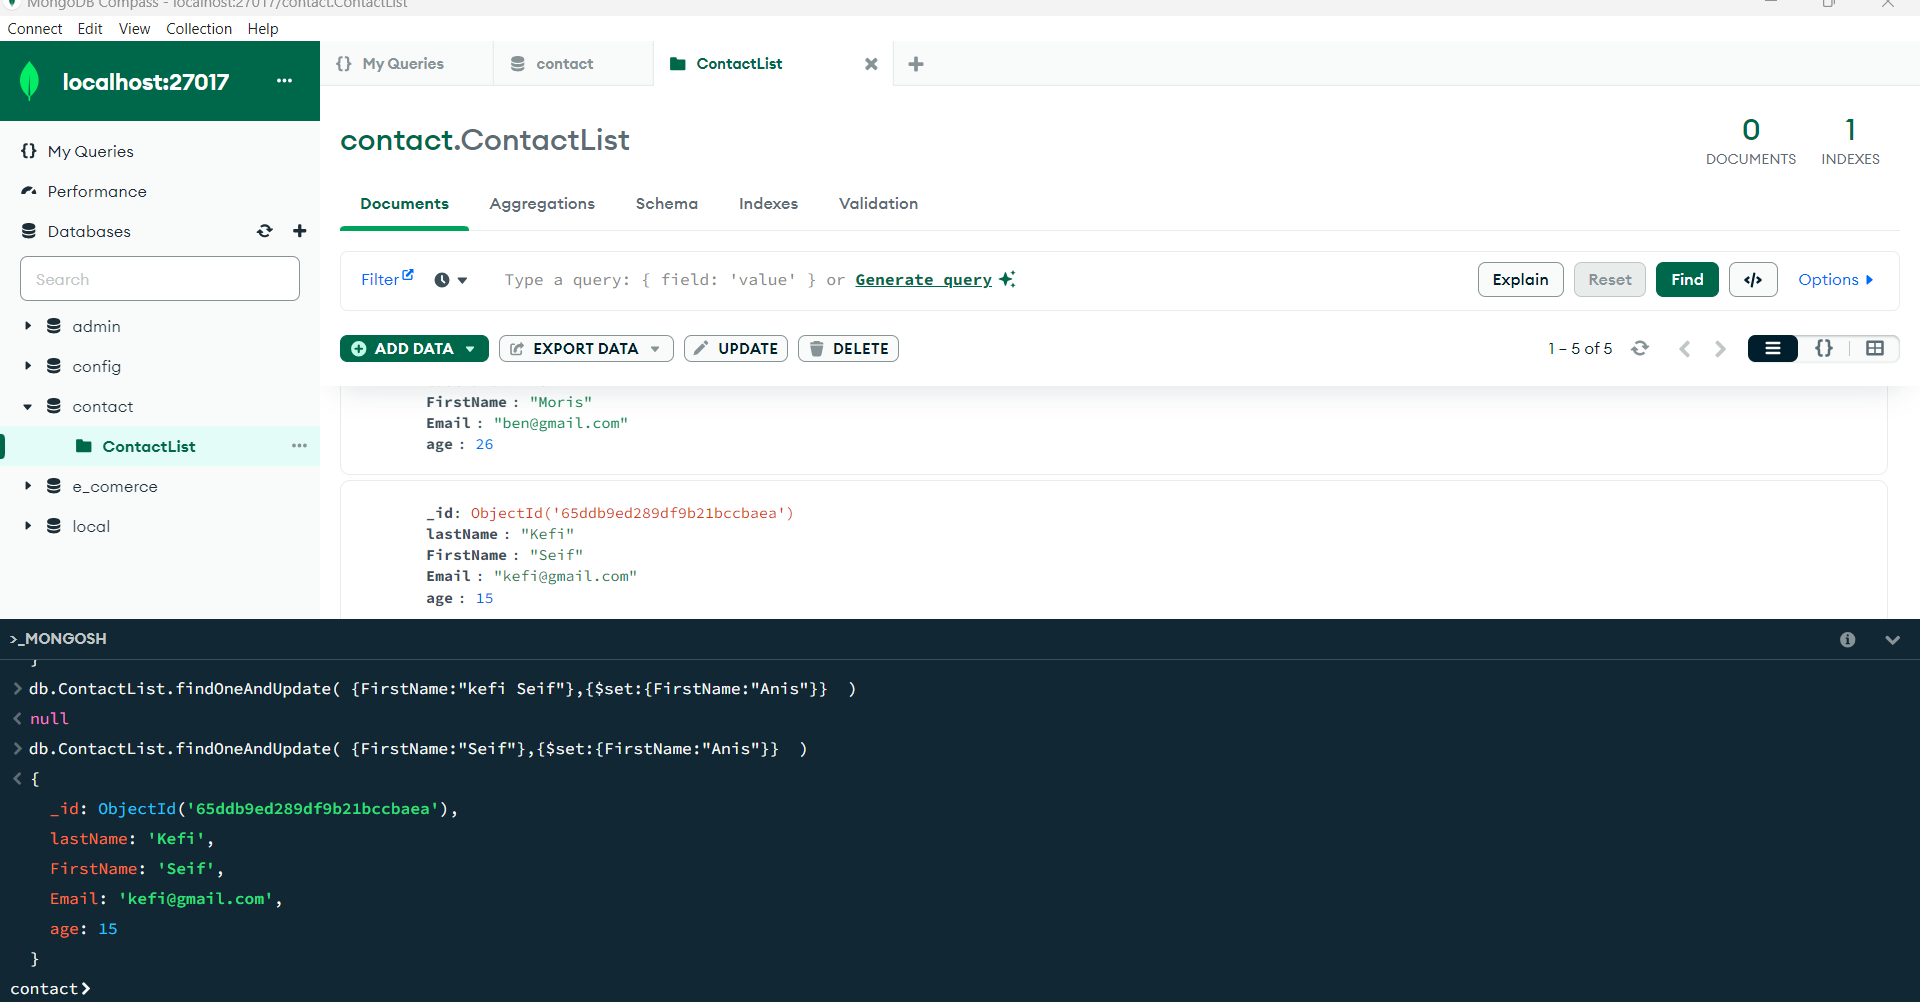 MongoDB Compass - localhost:27017/contact.ContactList
Connect Edit View Collection Help
localhost:27017 ...
{} My Queries
Performance
Databases
Search
admin
config
contact
ContactList ...
e_comerce
local
{} My Queries
contact
ContactList
contact.ContactList
0
DOCUMENTS
1
INDEXES
Documents Aggregations Schema Indexes Validation
Filter Type a query: { field: 'value' } or Generate query
Explain Reset Find </> Options
ADD DATA EXPORT DATA UPDATE DELETE
1 – 5 of 5 {}
FirstName : "Moris"
Email : "ben@gmail.com"
age : 26
_id: ObjectId('65ddb9ed289df9b21bccbaea')
lastName : "Kefi"
FirstName : "Seif"
Email : "kefi@gmail.com"
age : 15
>_MONGOSH
}
> db.ContactList.findOneAndUpdate( {FirstName:"kefi Seif"},{$set:{FirstName:"Anis"}}  )
< null
> db.ContactList.findOneAndUpdate( {FirstName:"Seif"},{$set:{FirstName:"Anis"}}  )
< {
_id: ObjectId('65ddb9ed289df9b21bccbaea'),
lastName: 'Kefi',
FirstName: 'Seif',
Email: 'kefi@gmail.com',
age: 15
}
contact>